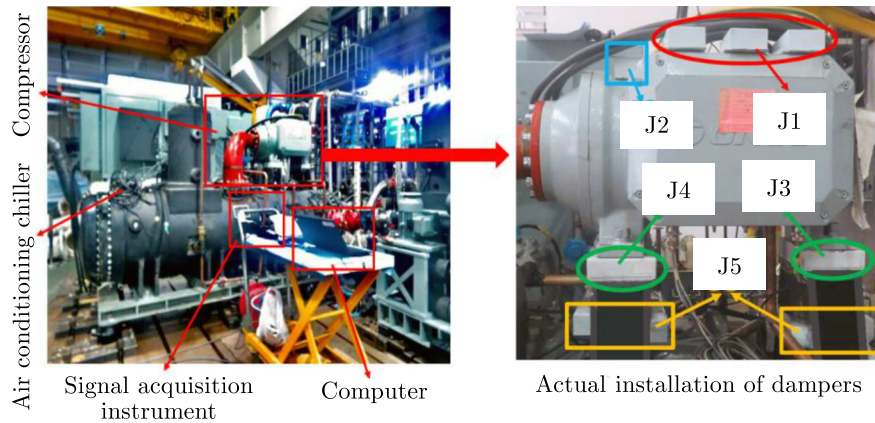 Compressor
Air conditioning chiller
Signal acquisition
instrument
Computer
J2
J1
J4
J3
J5
Actual installation of dampers